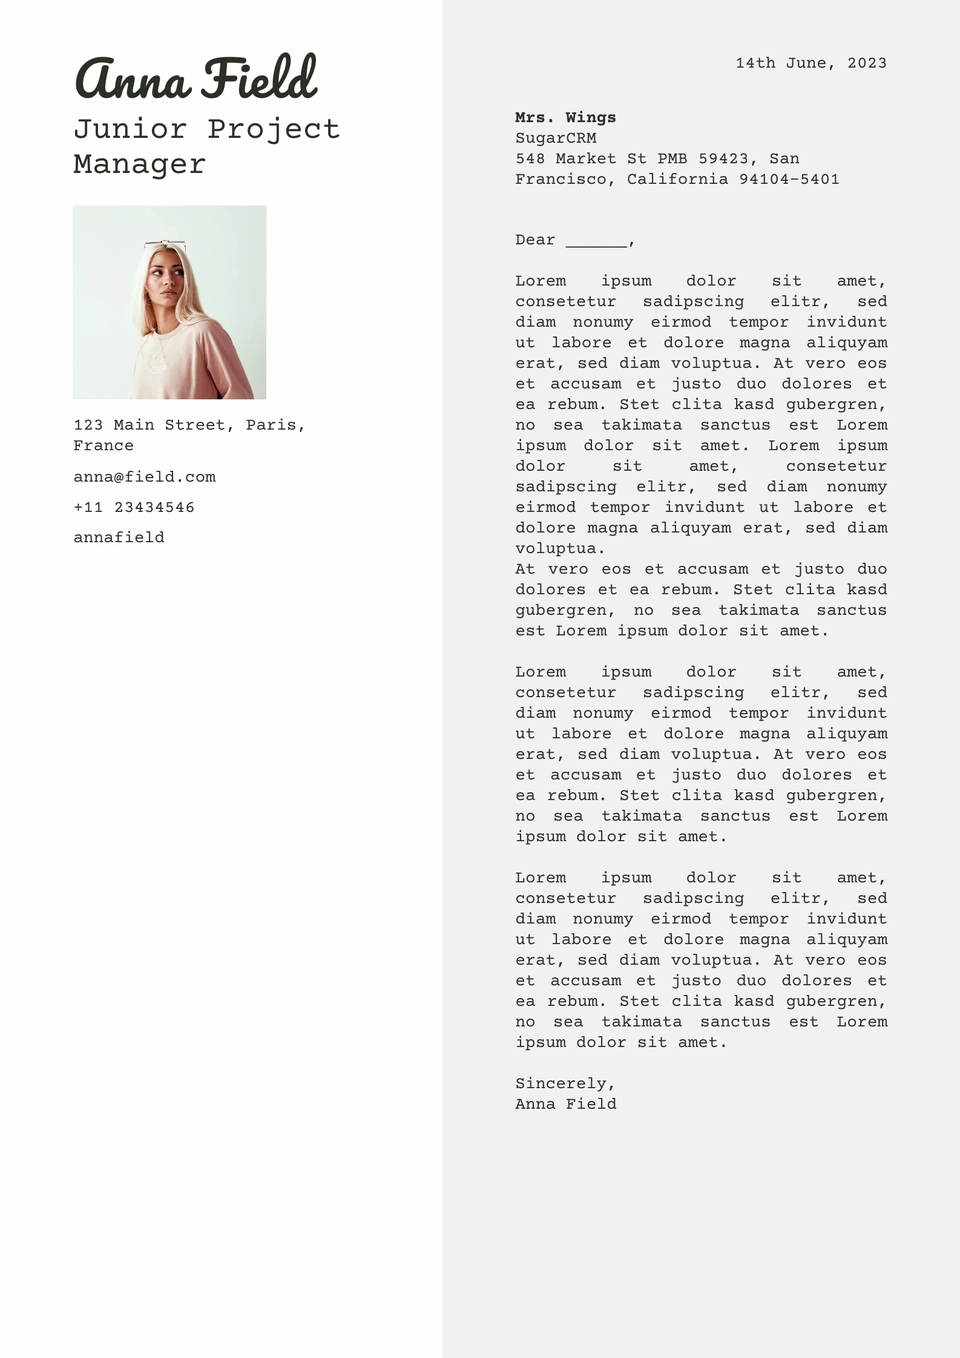 Anna Field
Junior Project
Manager
123 Main Street, Paris,
France
anna@field.com
+11 23434546
annafield
14th June, 2023
Mrs. Wings
SugarCRM
548 Market St PMB 59423, San
Francisco, California 94104-5401
Dear ______,
Lorem ipsum dolor sit amet,
consetetur sadipscing elitr, sed
diam nonumy eirmod tempor invidunt
ut labore et dolore magna aliquyam
erat, sed diam voluptua. At vero eos
et accusam et justo duo dolores et
ea rebum. Stet clita kasd gubergren,
no sea takimata sanctus est Lorem
ipsum dolor sit amet. Lorem ipsum
dolor sit amet, consetetur
sadipscing elitr, sed diam nonumy
eirmod tempor invidunt ut labore et
dolore magna aliquyam erat, sed diam
voluptua.
At vero eos et accusam et justo duo
dolores et ea rebum. Stet clita kasd
gubergren, no sea takimata sanctus
est Lorem ipsum dolor sit amet.
Lorem ipsum dolor sit amet,
consetetur sadipscing elitr, sed
diam nonumy eirmod tempor invidunt
ut labore et dolore magna aliquyam
erat, sed diam voluptua. At vero eos
et accusam et justo duo dolores et
ea rebum. Stet clita kasd gubergren,
no sea takimata sanctus est Lorem
ipsum dolor sit amet.
Lorem ipsum dolor sit amet,
consetetur sadipscing elitr, sed
diam nonumy eirmod tempor invidunt
ut labore et dolore magna aliquyam
erat, sed diam voluptua. At vero eos
et accusam et justo duo dolores et
ea rebum. Stet clita kasd gubergren,
no sea takimata sanctus est Lorem
ipsum dolor sit amet.
Sincerely,
Anna Field